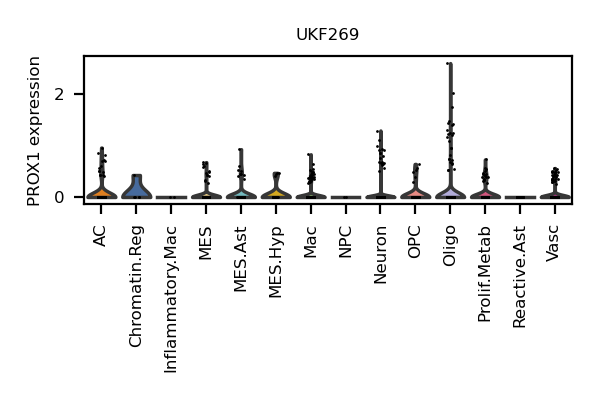 UKF269
PROX1 expression
2
0
AC
Chromatin.Reg
Inflammatory.Mac
MES
MES.Ast
MES.Hyp
Mac
NPC
Neuron
OPC
Oligo
Prolif.Metab
Reactive.Ast
Vasc